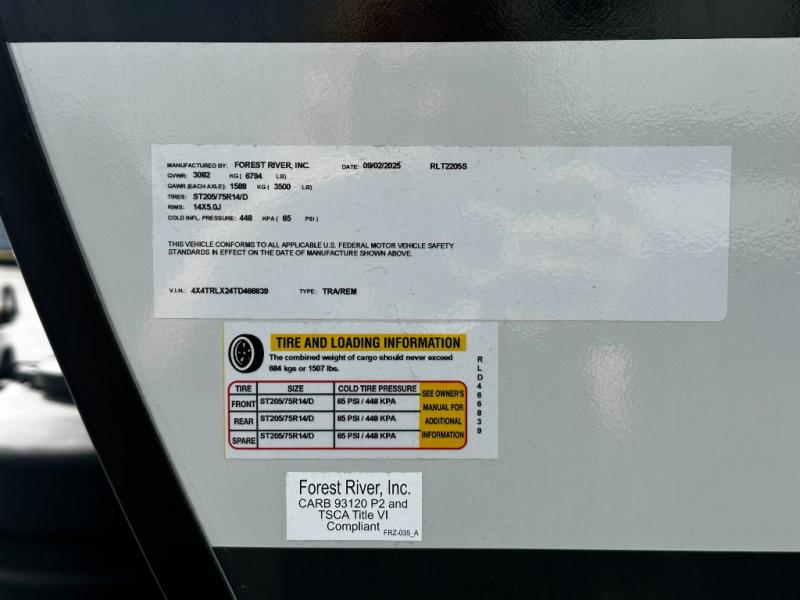 MANUFACTURED BY: FOREST RIVER, INC. DATE: 09/02/2025 RLT2205S
GVWR: 3082 KG ( 6794 LB)
GAWR (EACH AXLE): 1588 KG ( 3500 LB)
TIRES: ST205/75R14/D
RIMS: 14X5.0J
COLD INFL. PRESSURE: 448 KPA ( 65 PSI )
THIS VEHICLE CONFORMS TO ALL APPLICABLE U.S. FEDERAL MOTOR VEHICLE SAFETY
STANDARDS IN EFFECT ON THE DATE OF MANUFACTURE SHOWN ABOVE.
V.I.N.: 4X4TRLX24TD466839 TYPE: TRA/REM
TIRE AND LOADING INFORMATION
The combined weight of cargo should never exceed
684 kgs or 1507 lbs.
TIRE SIZE COLD TIRE PRESSURE
FRONT ST205/75R14/D 65 PSI / 448 KPA
REAR ST205/75R14/D 65 PSI / 448 KPA
SPARE ST205/75R14/D 65 PSI / 448 KPA
SEE OWNER'S
MANUAL FOR
ADDITIONAL
INFORMATION
RLD466839
Forest River, Inc.
CARB 93120 P2 and
TSCA Title VI
Compliant
FRZ-035_A